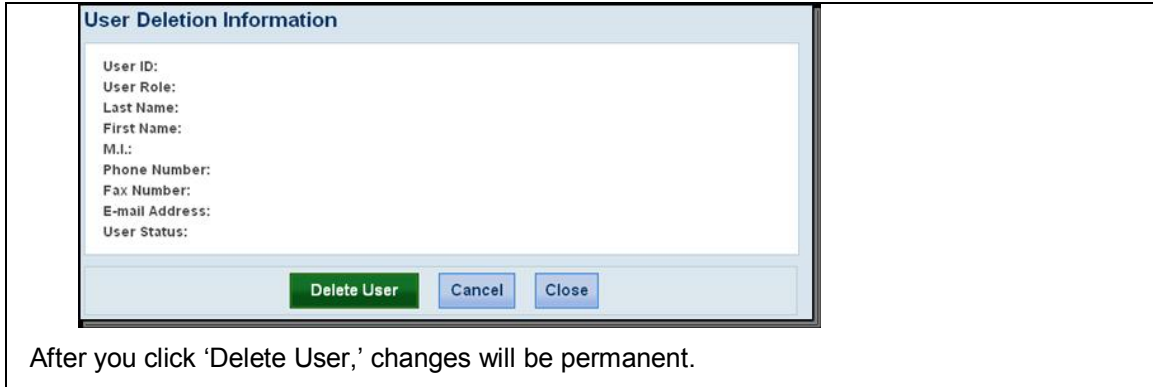 User Deletion Information
User ID:
User Role:
Last Name:
First Name:
M.I.:
Phone Number:
Fax Number:
E-mail Address:
User Status:
Delete User Cancel Close
After you click ‘Delete User,’ changes will be permanent.